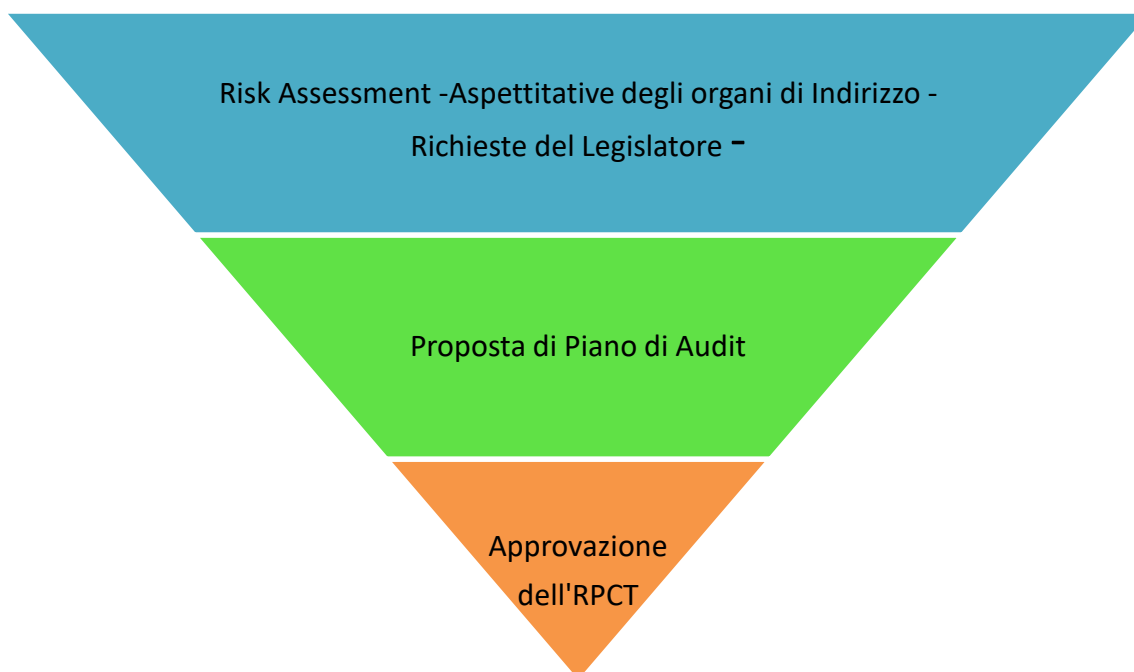 Risk Assessment -Aspettitative degli organi di Indirizzo -
Richieste del Legislatore -
Proposta di Piano di Audit
Approvazione
dell'RPCT